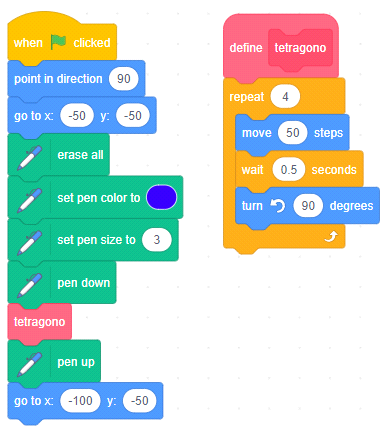 when clicked
point in direction 90
go to x: -50 y: -50
erase all
set pen color to
set pen size to 3
pen down
tetragono
pen up
go to x: -100 y: -50
define tetragono
repeat 4
move 50 steps
wait 0.5 seconds
turn 90 degrees